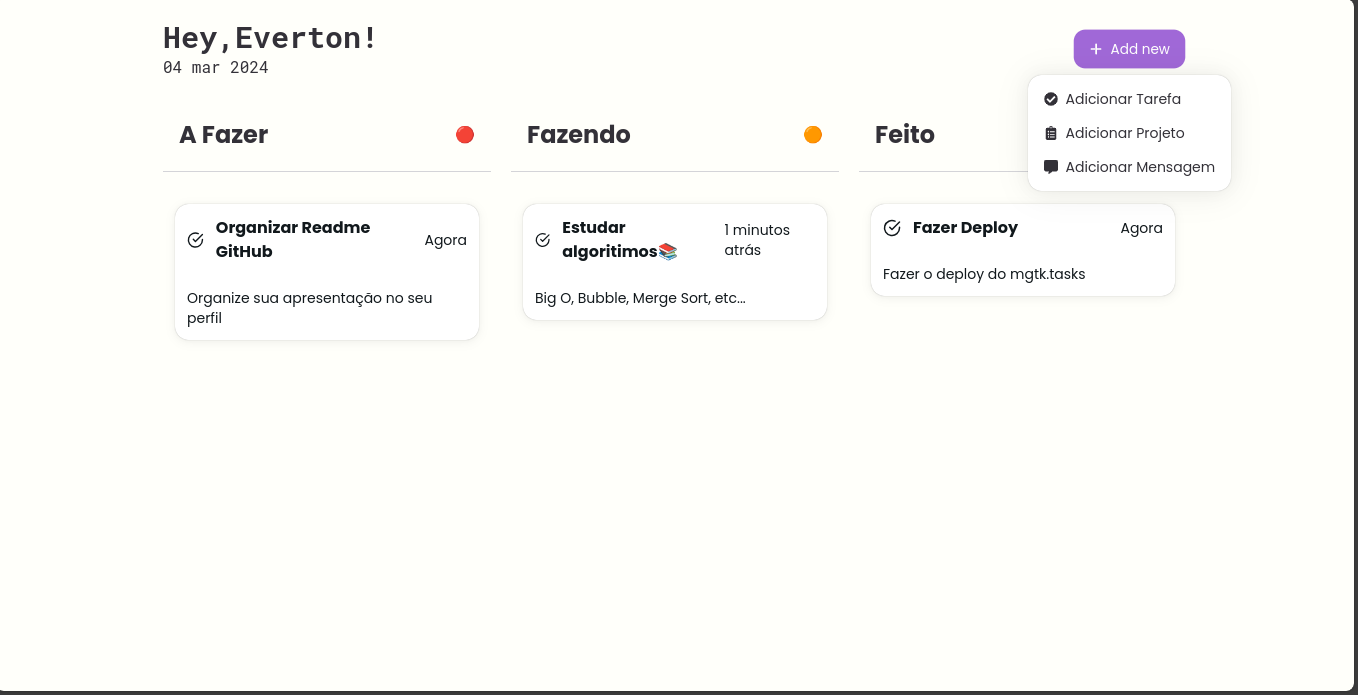 Hey,Everton!
04 mar 2024
+ Add new
Adicionar Tarefa
Adicionar Projeto
Adicionar Mensagem
A Fazer 🔴
Fazendo 🟠
Feito
Organizar Readme
GitHub
Agora
Organize sua apresentação no seu
perfil
Estudar
algoritimos📚
1 minutos
atrás
Big O, Bubble, Merge Sort, etc...
Fazer Deploy
Agora
Fazer o deploy do mgtk.tasks